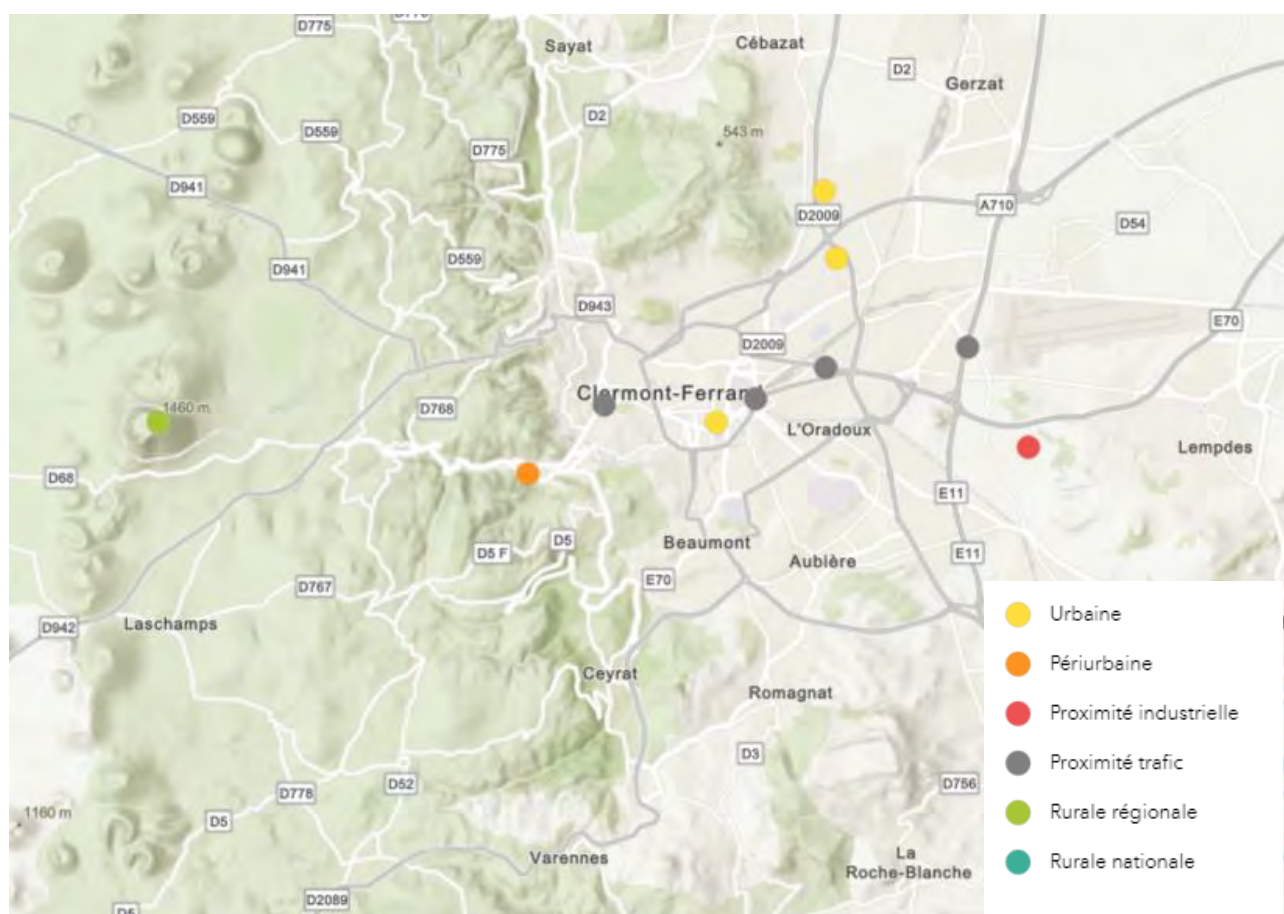 D775
D775
Sayat
Cébazat
D2
Gerzat
D559
D559
D2
D775
543 m
D941
A710
D2009
D54
D941
D559
D943
E70
D2009
Clermont-Ferrand
1460 m
D768
L'Oradoux
Lempdes
D68
E11
D5 F
D5
Beaumont
Aubière
E11
D767
E70
Laschamps
D942
Urbaine
Périurbaine
Ceyrat
Romagnat
Proximité industrielle
D3
Proximité trafic
D52
D756
D778
1160 m
D5
Rurale régionale
Varennes
La
Roche-Blanche
Rurale nationale
D2089
D5